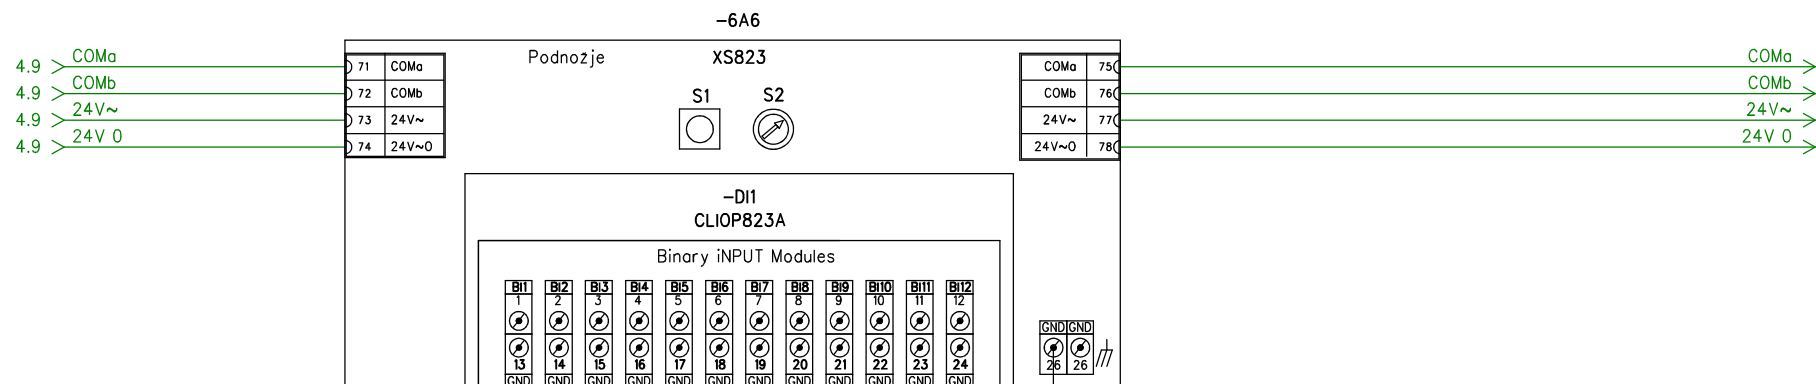 -6A6
Podnožje XS823
4.9 COMa 71 COMa COMa 75 COMa
4.9 COMb 72 COMb COMb 76 COMb
4.9 24V~ 73 24V~ 24V~ 77 24V~
4.9 24V 0 74 24V~0 24V~0 78 24V 0
S1 S2
-DI1
CLIOP823A
Binary iNPUT Modules
BI1 BI2 BI3 BI4 BI5 BI6 BI7 BI8 BI9 BI10 BI11 BI12
1 2 3 4 5 6 7 8 9 10 11 12
GND GND
13 14 15 16 17 18 19 20 21 22 23 24
26 26
GND GND GND GND GND GND GND GND GND GND GND GND